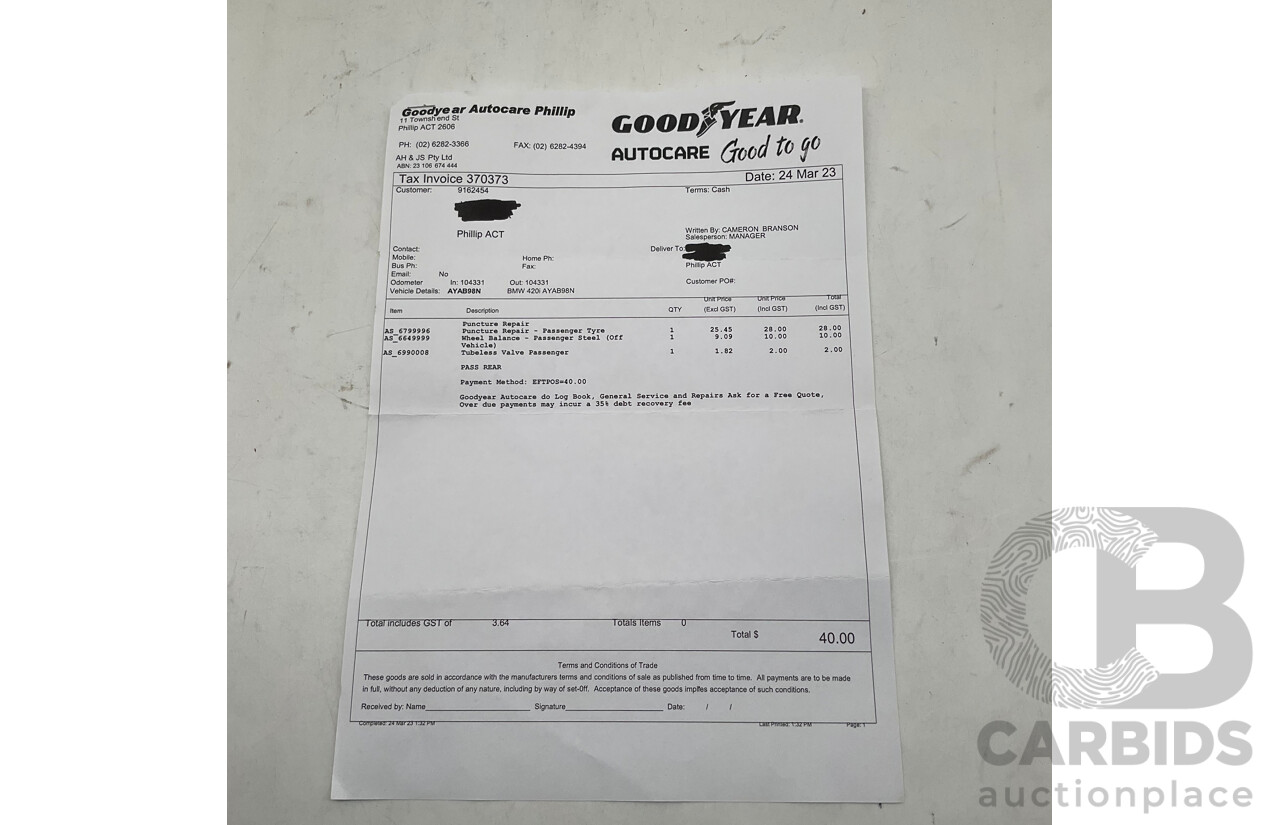 Goodyear Autocare Phillip
11 Townshend St
Phillip ACT 2606
PH: (02) 6282-3366 FAX: (02) 6282-4394
AH & JS Pty Ltd
ABN: 23 106 674 444
GOODYEAR.
AUTOCARE Good to go
Tax Invoice 370373 Date: 24 Mar 23
Customer: 9162454 Terms: Cash
Phillip ACT
Written By: CAMERON BRANSON
Salesperson: MANAGER
Contact: Deliver To:
Mobile: Home Ph:
Bus Ph: Fax: Phillip ACT
Email: No
Odometer In: 104331 Out: 104331 Customer PO#:
Vehicle Details: AYAB98N BMW 420i AYAB98N
Item Description QTY Unit Price (Excl GST) Unit Price (Incl GST) Total (Incl GST)
Puncture Repair
AS_6799996 Puncture Repair - Passenger Tyre 1 25.45 28.00 28.00
AS_6649999 Wheel Balance - Passenger Steel (Off 1 9.09 10.00 10.00
Vehicle)
AS_6990008 Tubeless Valve Passenger 1 1.82 2.00 2.00
PASS REAR
Payment Method: EFTPOS=40.00
Goodyear Autocare do Log Book, General Service and Repairs Ask for a Free Quote,
Over due payments may incur a 35% debt recovery fee
Total includes GST of 3.64 Totals Items 0
Total $ 40.00
Terms and Conditions of Trade
These goods are sold in accordance with the manufacturers terms and conditions of sale as published from time to time. All payments are to be made
in full, without any deduction of any nature, including by way of set-0ff. Acceptance of these goods implfes acceptance of such conditions.
Received by: Name Signature Date: / /
Completed: 24 Mar 23 1:32 PM Last Printed: 1:32 PM Page: 1
CB
CARBIDS
auctionplace